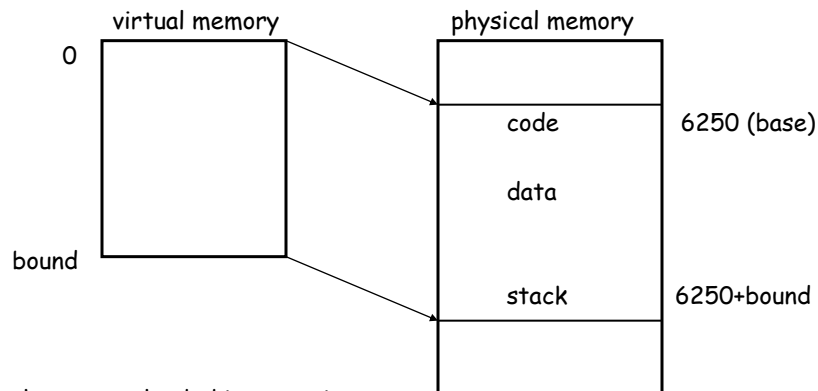 virtual memory
physical memory
0
code
6250 (base)
data
bound
stack
6250+bound